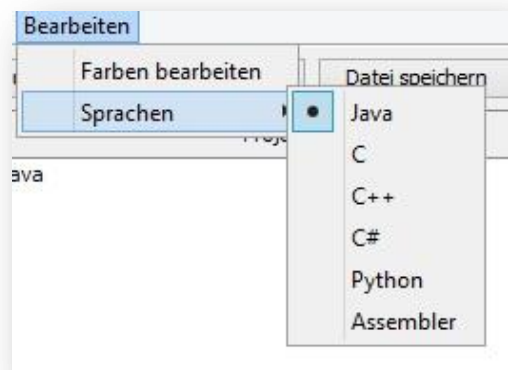 Bearbeiten
Farben bearbeiten
Datei speichern
Sprachen
Java
ava
C
C++
C#
Python
Assembler